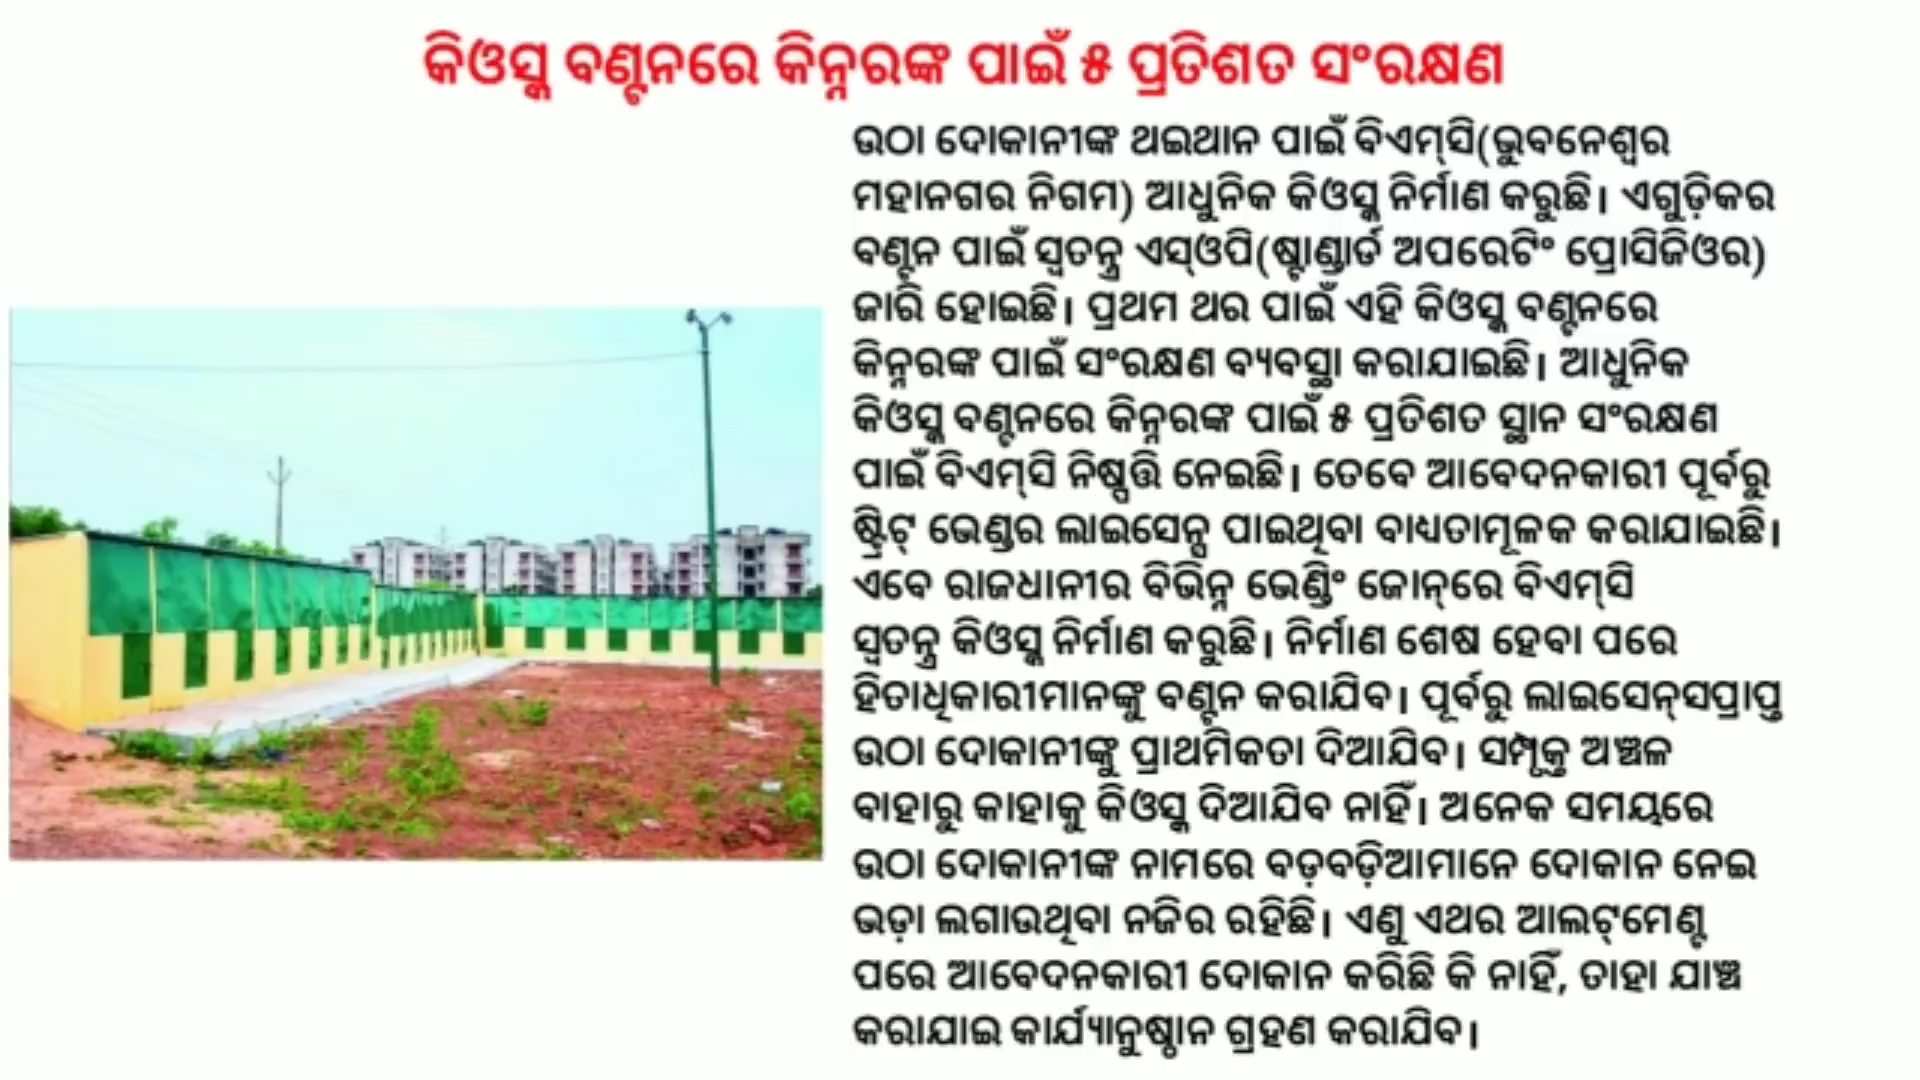 କିଓସ୍କ ବଣ୍ଟନରେ କିନ୍ନରଙ୍କ ପାଇଁ ୫ ପ୍ରତିଶତ ସଂରକ୍ଷଣ
ଉଠା ଦୋକାନୀଙ୍କ ଥଇଥାନ ପାଇଁ ବିଏମ୍‌ସି(ଭୁବନେଶ୍ୱର
ମହାନଗର ନିଗମ) ଆଧୁନିକ କିଓସ୍କ ନିର୍ମାଣ କରୁଛି। ଏଗୁଡ଼ିକର
ବଣ୍ଟନ ପାଇଁ ସ୍ୱତନ୍ତ୍ର ଏସ୍‌ଓପି(ଷ୍ଟାଣ୍ଡାର୍ଡ ଅପରେଟିଂ ପ୍ରୋସିଜିଓର)
ଜାରି ହୋଇଛି। ପ୍ରଥମ ଥର ପାଇଁ ଏହି କିଓସ୍କ ବଣ୍ଟନରେ
କିନ୍ନରଙ୍କ ପାଇଁ ସଂରକ୍ଷଣ ବ୍ୟବସ୍ଥା କରାଯାଇଛି। ଆଧୁନିକ
କିଓସ୍କ ବଣ୍ଟନରେ କିନ୍ନରଙ୍କ ପାଇଁ ୫ ପ୍ରତିଶତ ସ୍ଥାନ ସଂରକ୍ଷଣ
ପାଇଁ ବିଏମ୍‌ସି ନିଷ୍ପତ୍ତି ନେଇଛି। ତେବେ ଆବେଦନକାରୀ ପୂର୍ବରୁ
ଷ୍ଟ୍ରିଟ୍ ଭେଣ୍ଡର ଲାଇସେନ୍ସ ପାଇଥିବା ବାଧ୍ୟତାମୂଳକ କରାଯାଇଛି।
ଏବେ ରାଜଧାନୀର ବିଭିନ୍ନ ଭେଣ୍ଡିଂ ଜୋନ୍‌ରେ ବିଏମ୍‌ସି
ସ୍ୱତନ୍ତ୍ର କିଓସ୍କ ନିର୍ମାଣ କରୁଛି। ନିର୍ମାଣ ଶେଷ ହେବା ପରେ
ହିତାଧିକାରୀମାନଙ୍କୁ ବଣ୍ଟନ କରାଯିବ। ପୂର୍ବରୁ ଲାଇସେନ୍‌ସପ୍ରାପ୍ତ
ଉଠା ଦୋକାନୀଙ୍କୁ ପ୍ରାଥମିକତା ଦିଆଯିବ। ସମ୍ପୃକ୍ତ ଅଞ୍ଚଳ
ବାହାରୁ କାହାକୁ କିଓସ୍କ ଦିଆଯିବ ନାହିଁ। ଅନେକ ସମୟରେ
ଉଠା ଦୋକାନୀଙ୍କ ନାମରେ ବଡ଼ବଡ଼ିଆମାନେ ଦୋକାନ ନେଇ
ଭଡ଼ା ଲଗାଉଥିବା ନଜିର ରହିଛି। ଏଣୁ ଏଥର ଆଲଟ୍‌ମେଣ୍ଟ
ପରେ ଆବେଦନକାରୀ ଦୋକାନ କରିଛି କି ନାହିଁ, ତାହା ଯାଞ୍ଚ
କରାଯାଇ କାର୍ଯ୍ୟାନୁଷ୍ଠାନ ଗ୍ରହଣ କରାଯିବ।